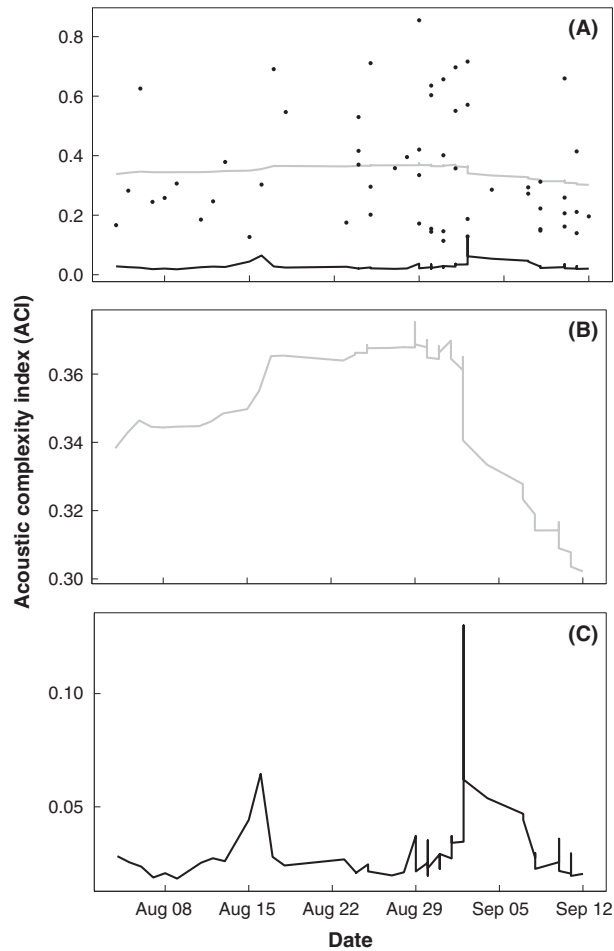 (A)
0.8
0.6
0.4
0.2
0.0
Acoustic complexity index (ACI)
(B)
0.36
0.34
0.32
0.30
(C)
0.10
0.05
Aug 08 Aug 15 Aug 22 Aug 29 Sep 05 Sep 12
Date